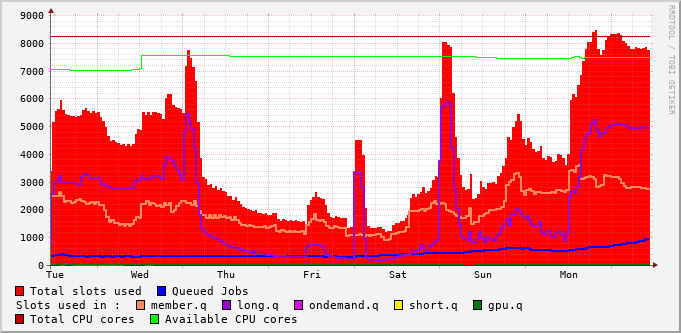 9000
8000
7000
6000
5000
4000
3000
2000
1000
0
Tue Wed Thu Fri Sat Sun Mon
RRDTOOL / TOBI OETIKER
Total slots used Queued Jobs
Slots used in : member.q long.q ondemand.q short.q gpu.q
Total CPU cores Available CPU cores